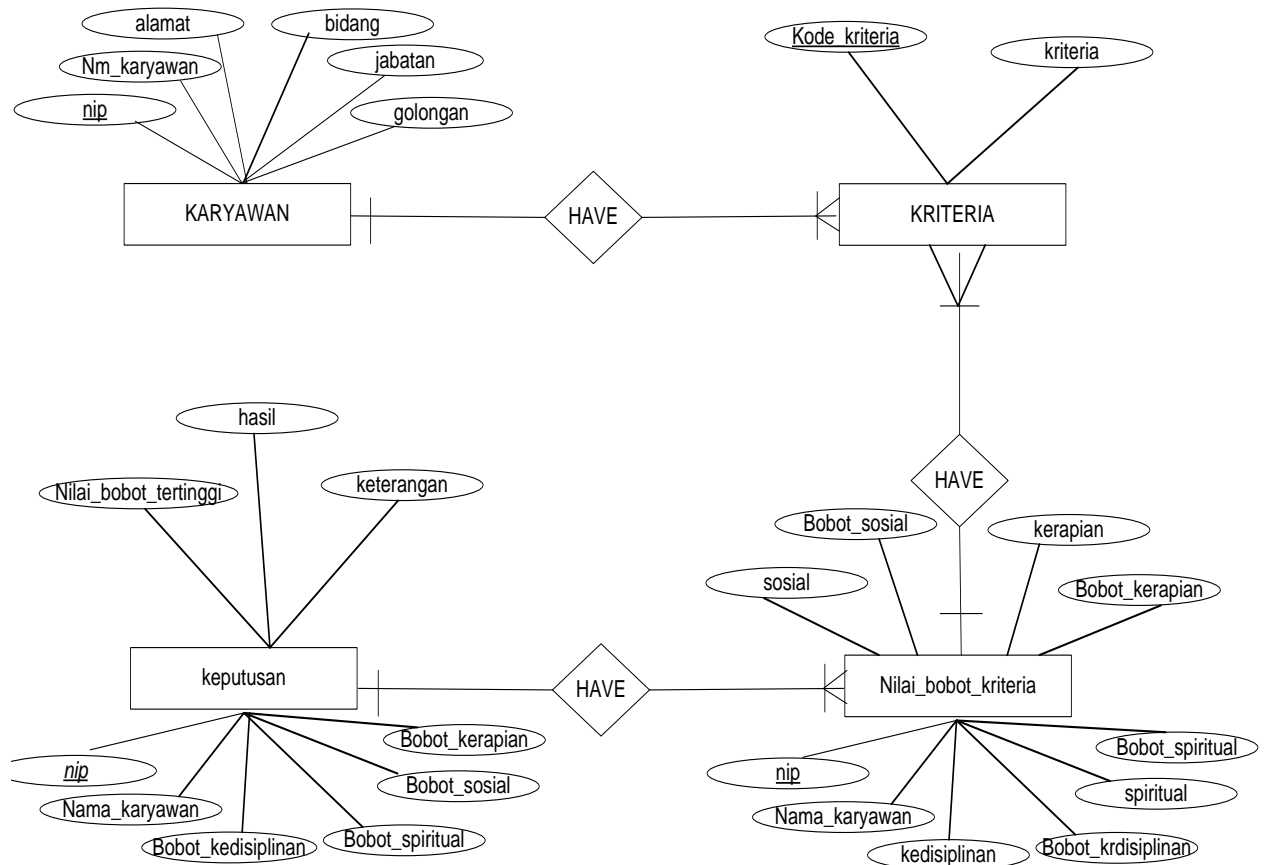 alamat
bidang
Nm_karyawan
jabatan
nip
golongan
KARYAWAN
HAVE
Kode_kriteria
kriteria
KRITERIA
HAVE
hasil
Nilai_bobot_tertinggi
keterangan
keputusan
nip
Nama_karyawan
Bobot_kedisiplinan
Bobot_spiritual
Bobot_sosial
Bobot_kerapian
HAVE
Bobot_sosial
kerapian
sosial
Bobot_kerapian
Nilai_bobot_kriteria
nip
Nama_karyawan
kedisiplinan
Bobot_krdisiplinan
spiritual
Bobot_spiritual